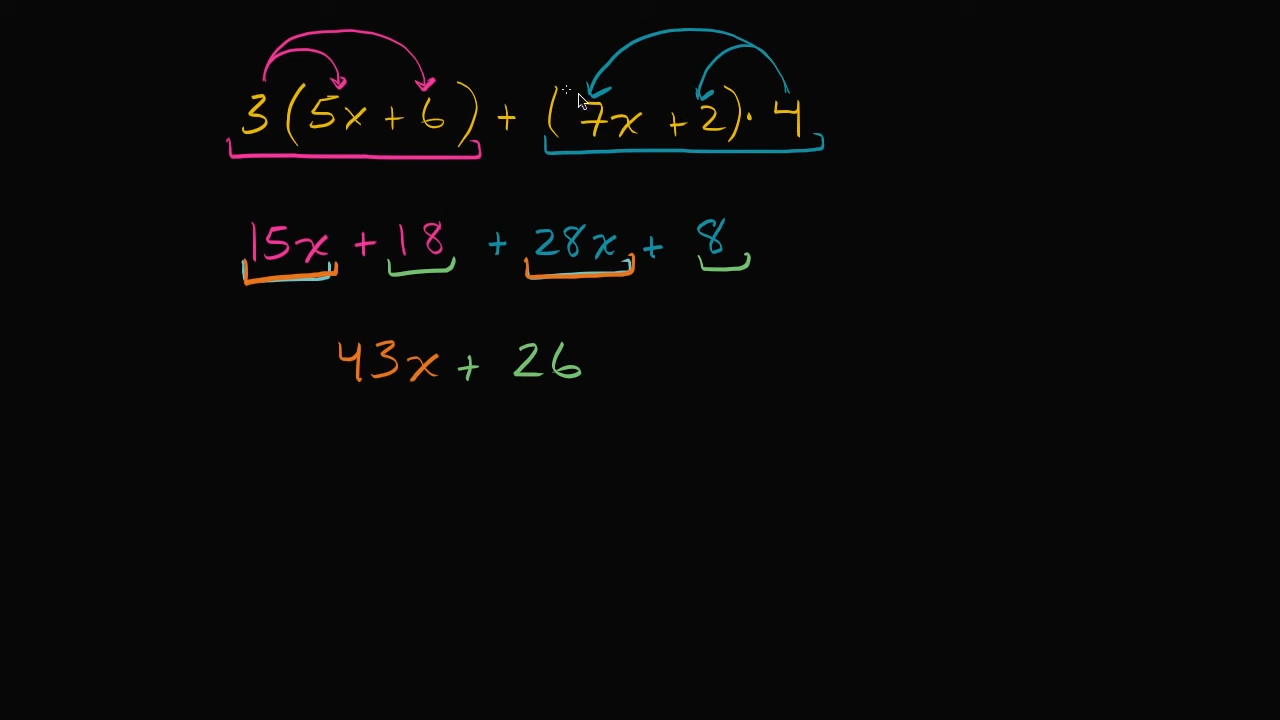 3(5x + 6) + (7x + 2) · 4
15x + 18 + 28x + 8
43x + 26